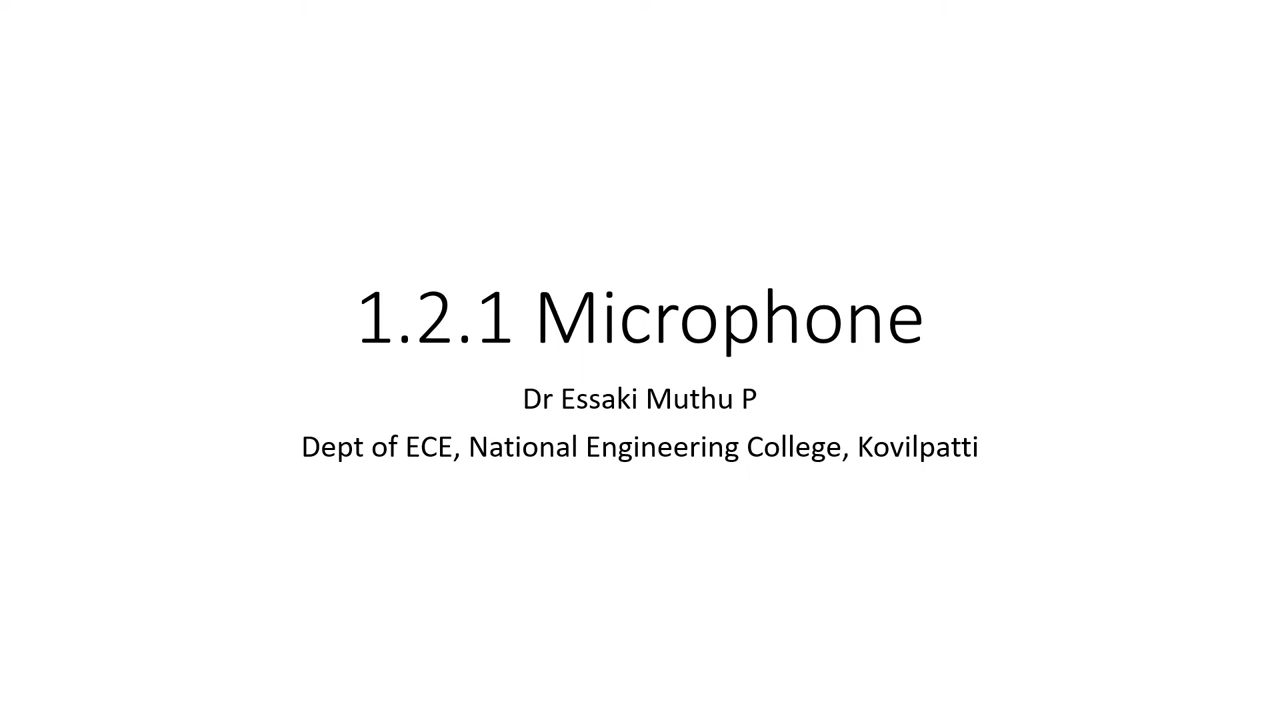 1.2.1 Microphone
Dr Essaki Muthu P
Dept of ECE, National Engineering College, Kovilpatti